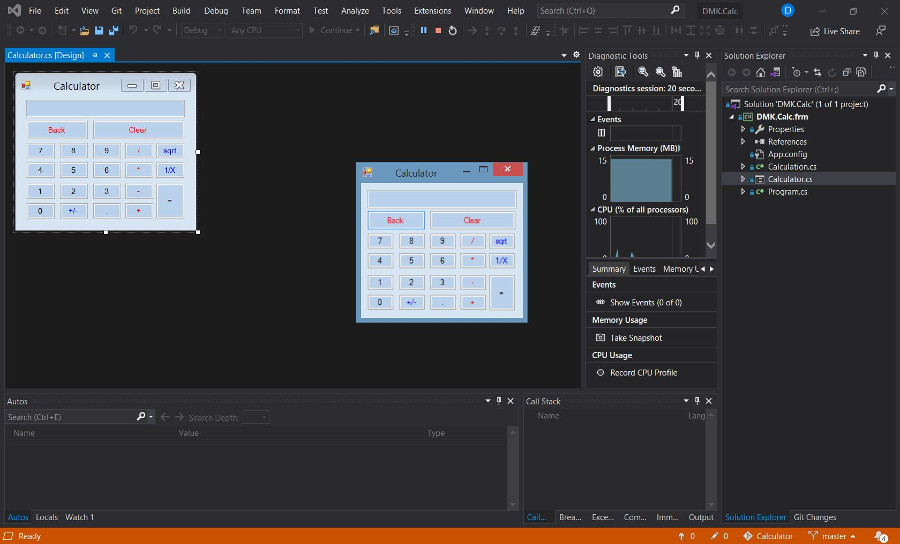 File Edit View Git Project Build Debug Team Format Test Analyze Tools Extensions Window Help Search (Ctrl+Q) DMK.Calc D
Debug Any CPU Continue Live Share
Calculator.cs [Design]
Calculator
Back Clear
7 8 9 / sqrt
4 5 6 * 1/X
1 2 3 - =
0 +/- . +
Calculator
Back Clear
7 8 9 / sqrt
4 5 6 * 1/X
1 2 3 - =
0 +/- . +
Diagnostic Tools
Diagnostics session: 20 seco...
20
Events
Process Memory (MB))
15 15
0 0
CPU (% of all processors)
100 100
Summary Events Memory U
Events
Show Events (0 of 0)
Memory Usage
Take Snapshot
CPU Usage
Record CPU Profile
Solution Explorer
Search Solution Explorer (Ctrl+;)
Solution 'DMK.Calc' (1 of 1 project)
DMK.Calc.frm
Properties
References
App.config
Calculation.cs
Calculator.cs
Program.cs
Autos
Search (Ctrl+E) Search Depth:
Name Value Type
Autos Locals Watch 1
Call Stack
Name Lang
Call... Brea... Exce... Com... Imm... Output
Solution Explorer Git Changes
Ready 0 0 Calculator master 4